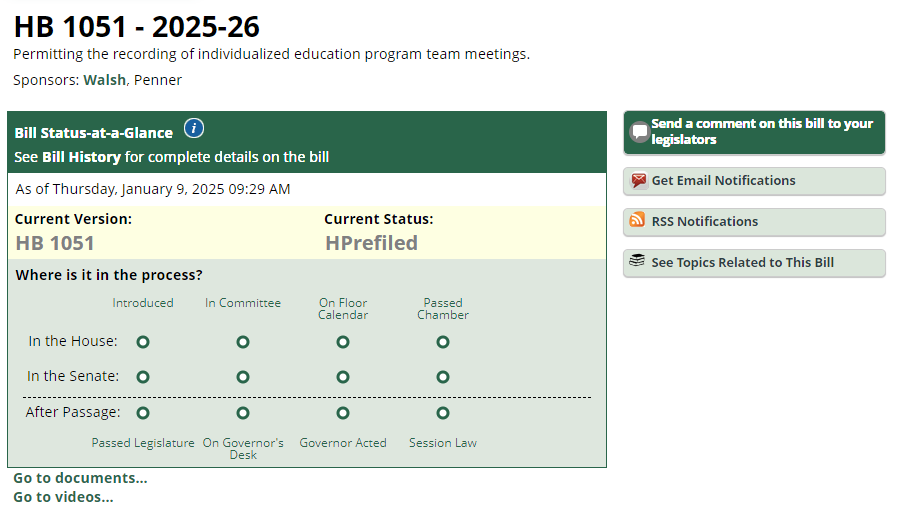 HB 1051 - 2025-26
Permitting the recording of individualized education program team meetings.
Sponsors: Walsh, Penner
Bill Status-at-a-Glance i
See Bill History for complete details on the bill
As of Thursday, January 9, 2025 09:29 AM
Current Version: Current Status:
HB 1051 HPrefiled
Where is it in the process?
Introduced In Committee On Floor Calendar Passed Chamber
In the House:
In the Senate:
After Passage:
Passed Legislature On Governor's Desk Governor Acted Session Law
Go to documents...
Go to videos...
Send a comment on this bill to your
legislators
Get Email Notifications
RSS Notifications
See Topics Related to This Bill